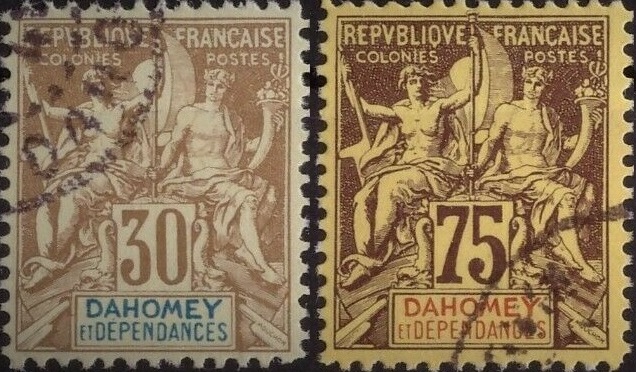 REPVBLIQVE FRANCAISE
COLONIES POSTES
30
DAHOMEY
ET DEPENDANCES
REPVBLIQVE FRANCAISE
COLONIES POSTES
75
DAHOMEY
ET DEPENDANCES